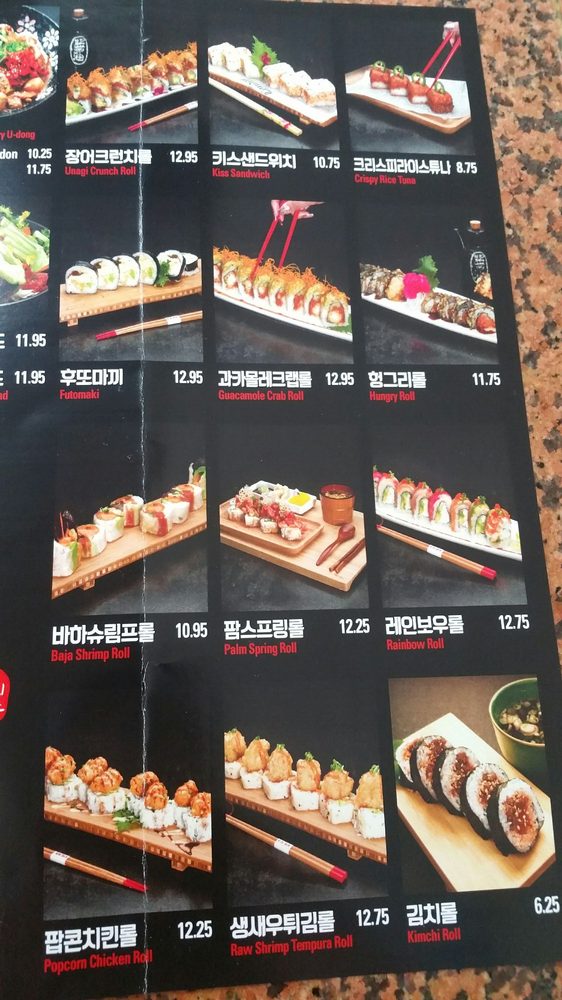 ry U-dong
don 10.25
11.75
장어크런치롤 12.95
Unagi Crunch Roll
키스샌드위치 10.75
Kiss Sandwich
크리스피라이스튜나 8.75
Crispy Rice Tuna
11.95
11.95
nd
후또마끼 12.95
Futomaki
과카몰레크랩롤 12.95
Guacamole Crab Roll
헝그리롤 11.75
Hungry Roll
바하슈림프롤 10.95
Baja Shrimp Roll
팜스프링롤 12.25
Palm Spring Roll
레인보우롤 12.75
Rainbow Roll
팝콘치킨롤 12.25
Popcorn Chicken Roll
생새우튀김롤 12.75
Raw Shrimp Tempura Roll
김치롤 6.25
Kimchi Roll